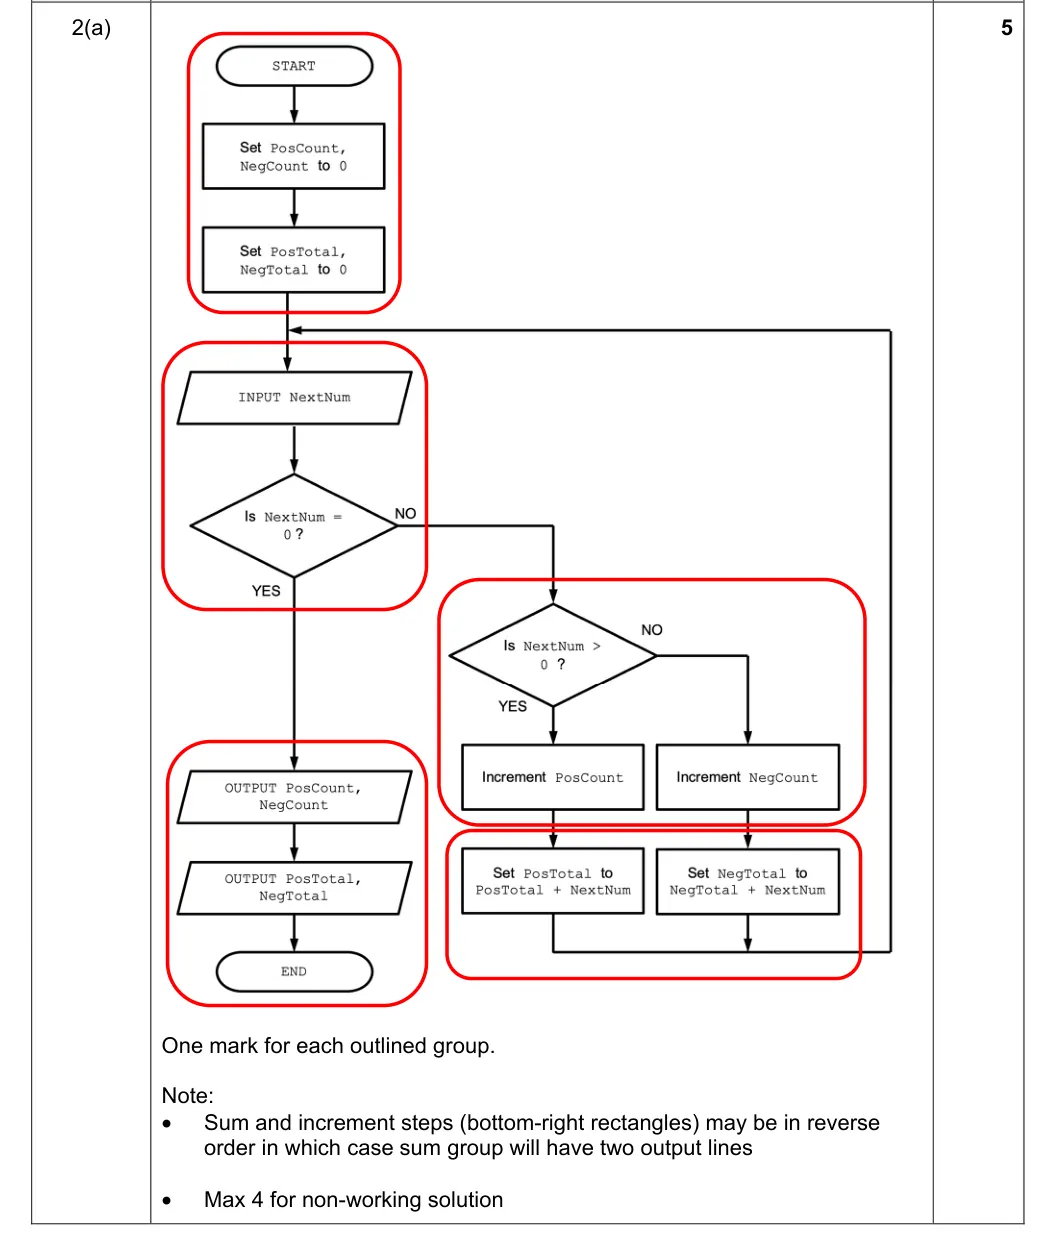 2(a)
5
START
Set PosCount,
NegCount to 0
Set PosTotal,
NegTotal to 0
INPUT NextNum
Is NextNum =
0 ?
NO
YES
Is NextNum >
0 ?
NO
YES
Increment PosCount
Increment NegCount
Set PosTotal to
PosTotal + NextNum
Set NegTotal to
NegTotal + NextNum
OUTPUT PosCount,
NegCount
OUTPUT PosTotal,
NegTotal
END
One mark for each outlined group.
Note:
• Sum and increment steps (bottom-right rectangles) may be in reverse
order in which case sum group will have two output lines
• Max 4 for non-working solution